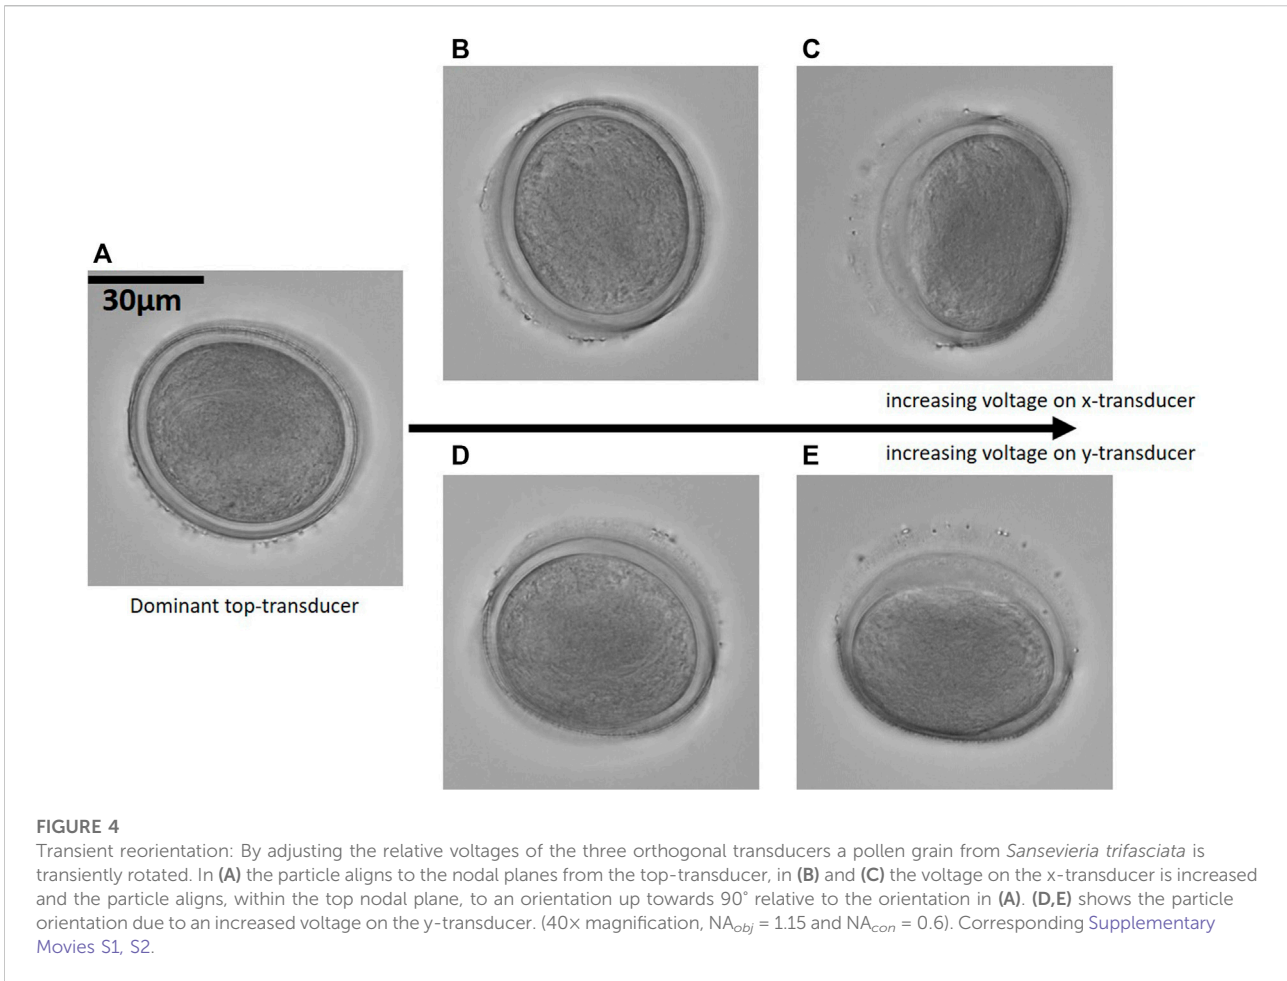 B
C
A
30μm
increasing voltage on x-transducer
D
E
increasing voltage on y-transducer
Dominant top-transducer
FIGURE 4
Transient reorientation: By adjusting the relative voltages of the three orthogonal transducers a pollen grain from Sansevieria trifasciata is
transiently rotated. In (A) the particle aligns to the nodal planes from the top-transducer, in (B) and (C) the voltage on the x-transducer is increased
and the particle aligns, within the top nodal plane, to an orientation up towards 90° relative to the orientation in (A). (D,E) shows the particle
orientation due to an increased voltage on the y-transducer. (40× magnification, NAobj = 1.15 and NAcon = 0.6). Corresponding Supplementary
Movies S1, S2.